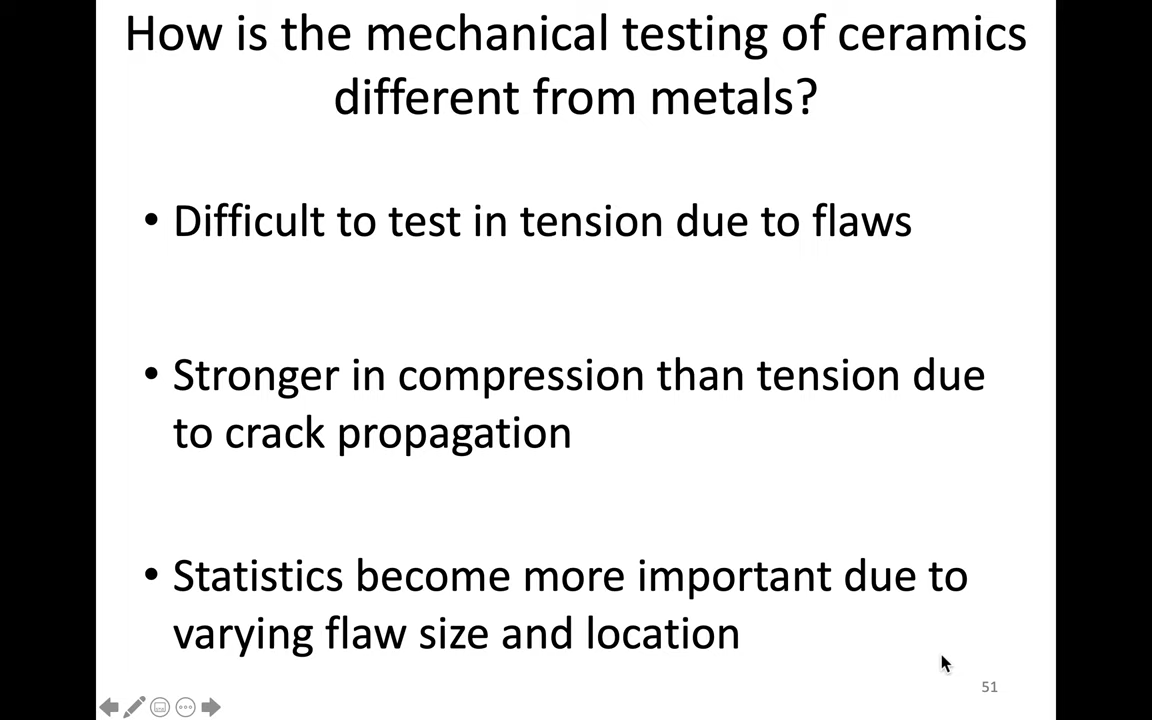 How is the mechanical testing of ceramics
different from metals?
• Difficult to test in tension due to flaws
• Stronger in compression than tension due
to crack propagation
• Statistics become more important due to
varying flaw size and location
51